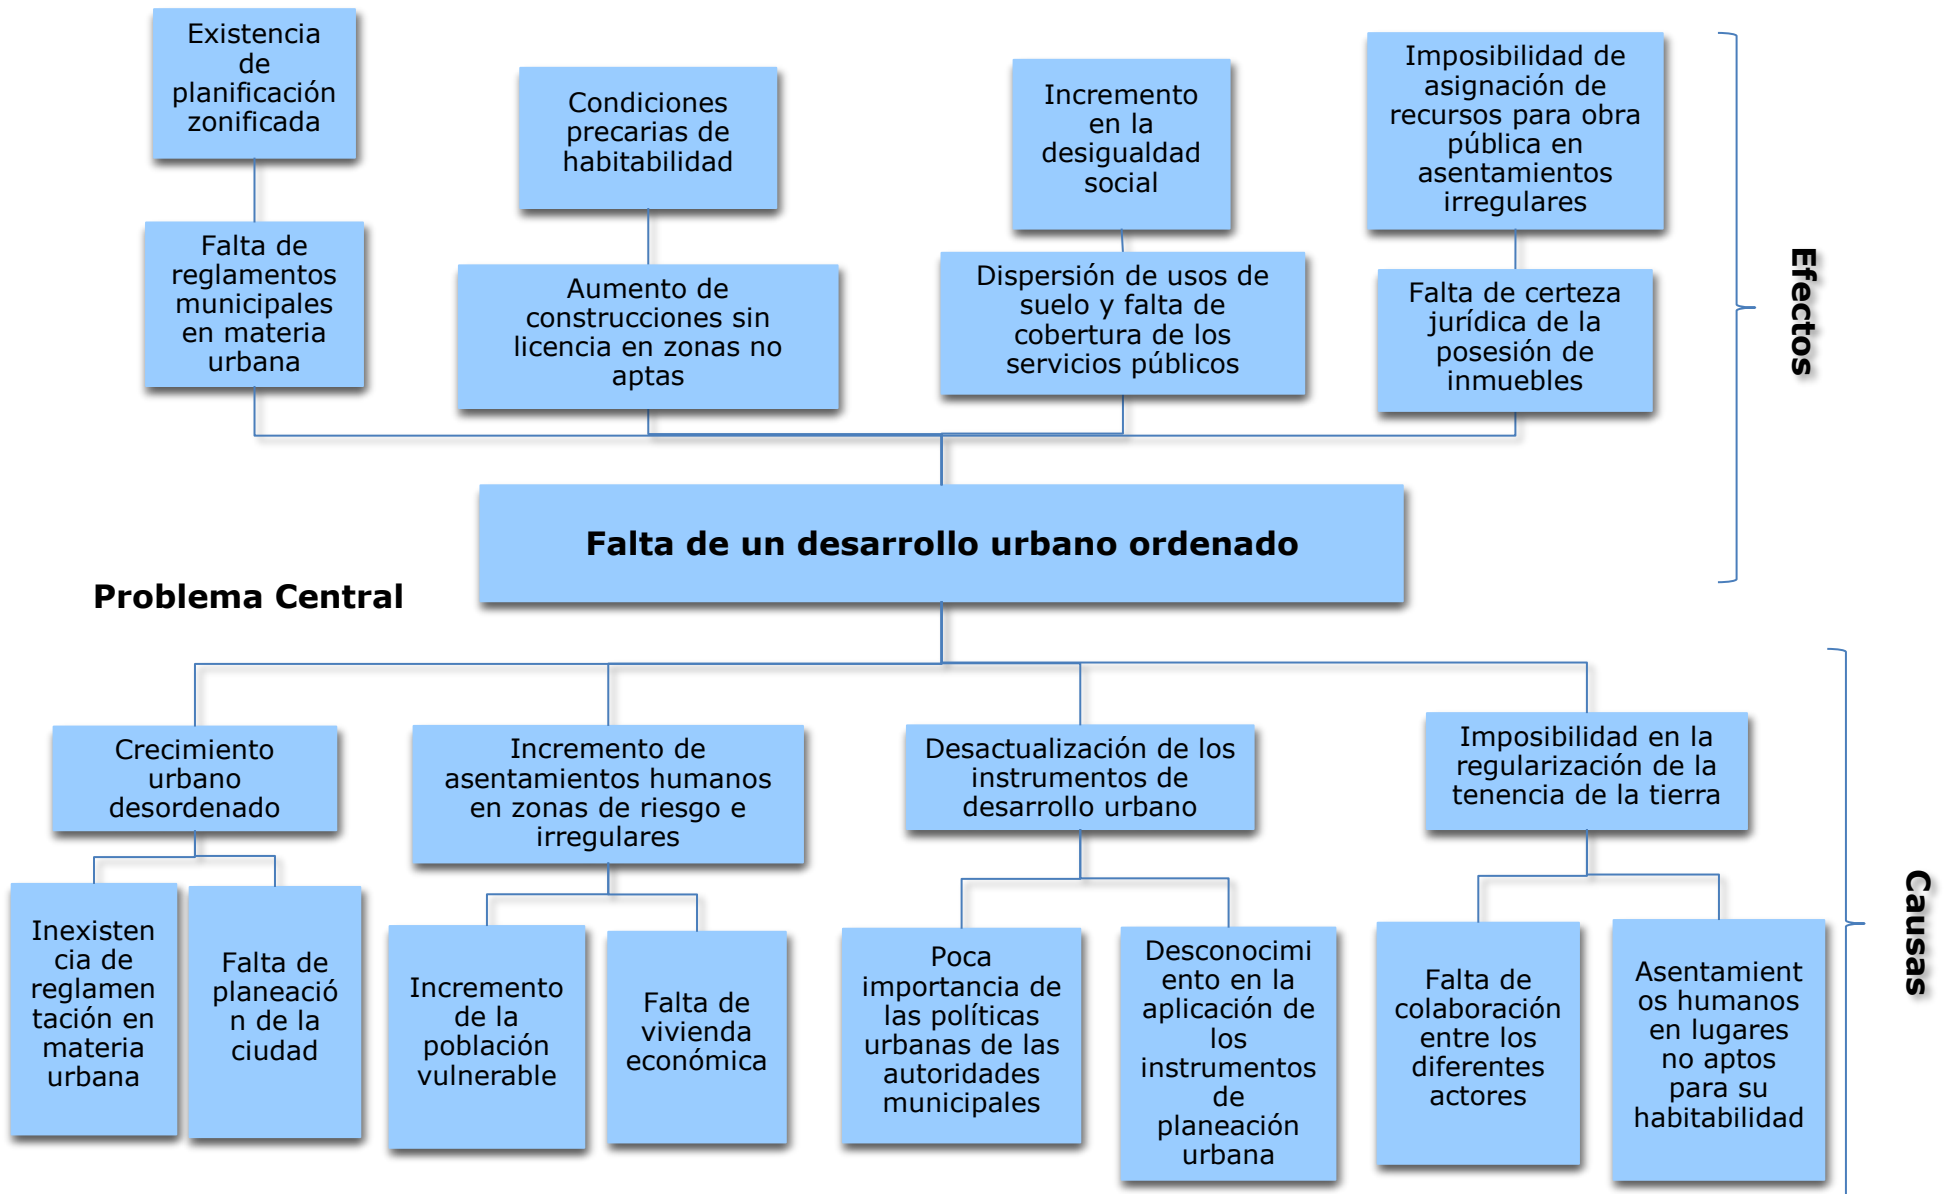 Existencia
de
planificación
zonificada
Condiciones
precarias de
habitabilidad
Incremento
en la
desigualdad
social
Imposibilidad de
asignación de
recursos para obra
pública en
asentamientos
irregulares
Falta de
reglamentos
municipales
en materia
urbana
Aumento de
construcciones sin
licencia en zonas no
aptas
Dispersión de usos de
suelo y falta de
cobertura de los
servicios públicos
Falta de certeza
jurídica de la
posesión de
inmuebles
Efectos
Falta de un desarrollo urbano ordenado
Problema Central
Crecimiento
urbano
desordenado
Incremento de
asentamientos humanos
en zonas de riesgo e
irregulares
Desactualización de los
instrumentos de
desarrollo urbano
Imposibilidad en la
regularización de la
tenencia de la tierra
Inexisten
cia de
reglamen
tación en
materia
urbana
Falta de
planeació
n de la
ciudad
Incremento
de la
población
vulnerable
Falta de
vivienda
económica
Poca
importancia de
las políticas
urbanas de las
autoridades
municipales
Desconocimi
ento en la
aplicación de
los
instrumentos
de
planeación
urbana
Falta de
colaboración
entre los
diferentes
actores
Asentamient
os humanos
en lugares
no aptos
para su
habitabilidad
Causas